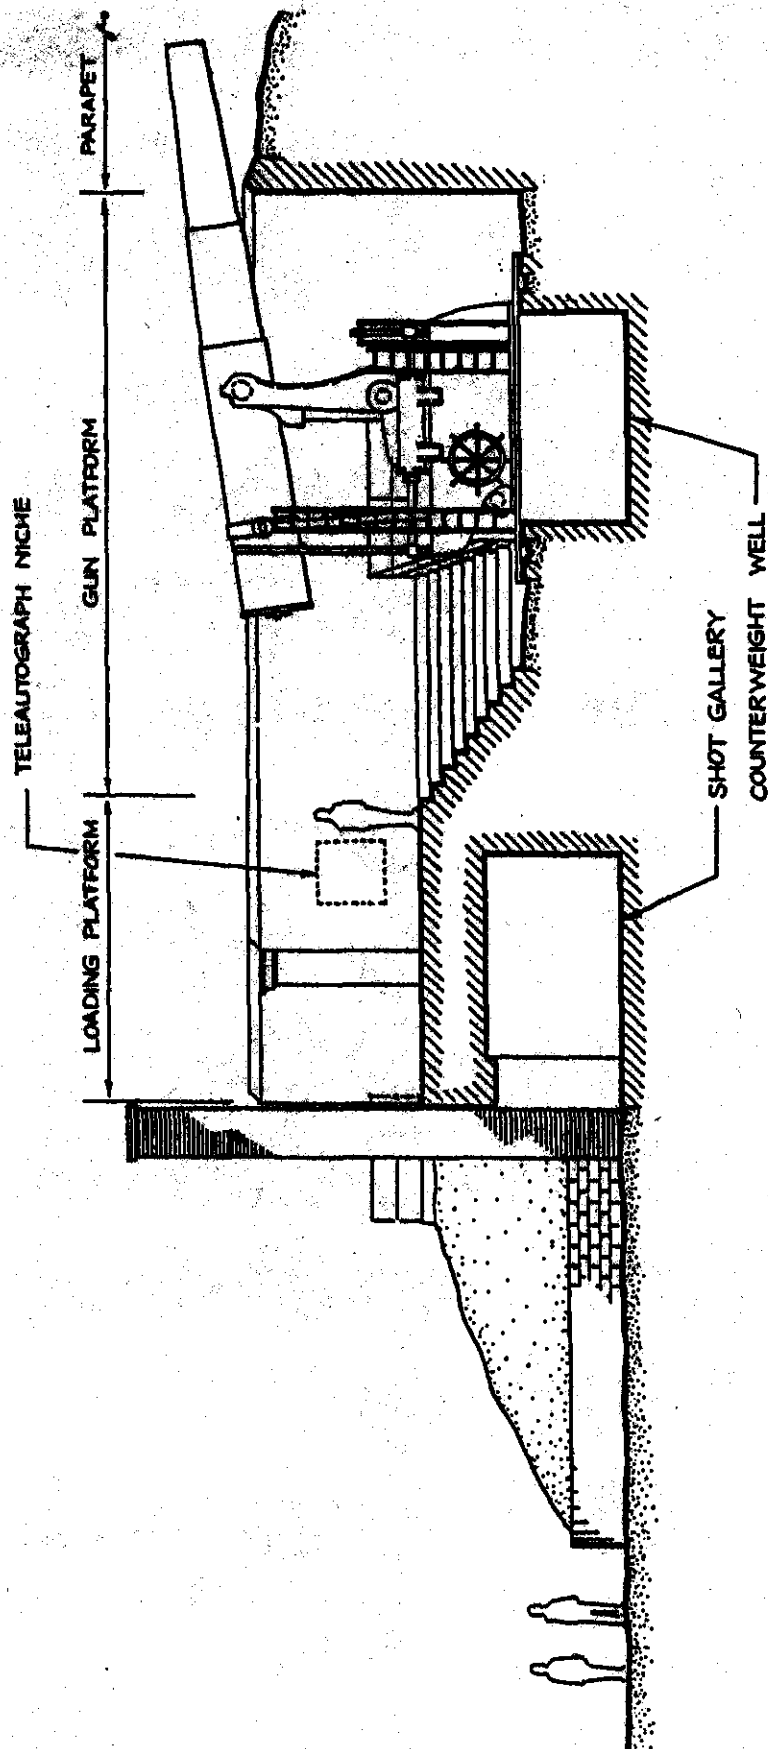 TELEAUTOGRAPH NICHE
LOADING PLATFORM
GUN PLATFORM
PARAPET
SHOT GALLERY
COUNTERWEIGHT WELL